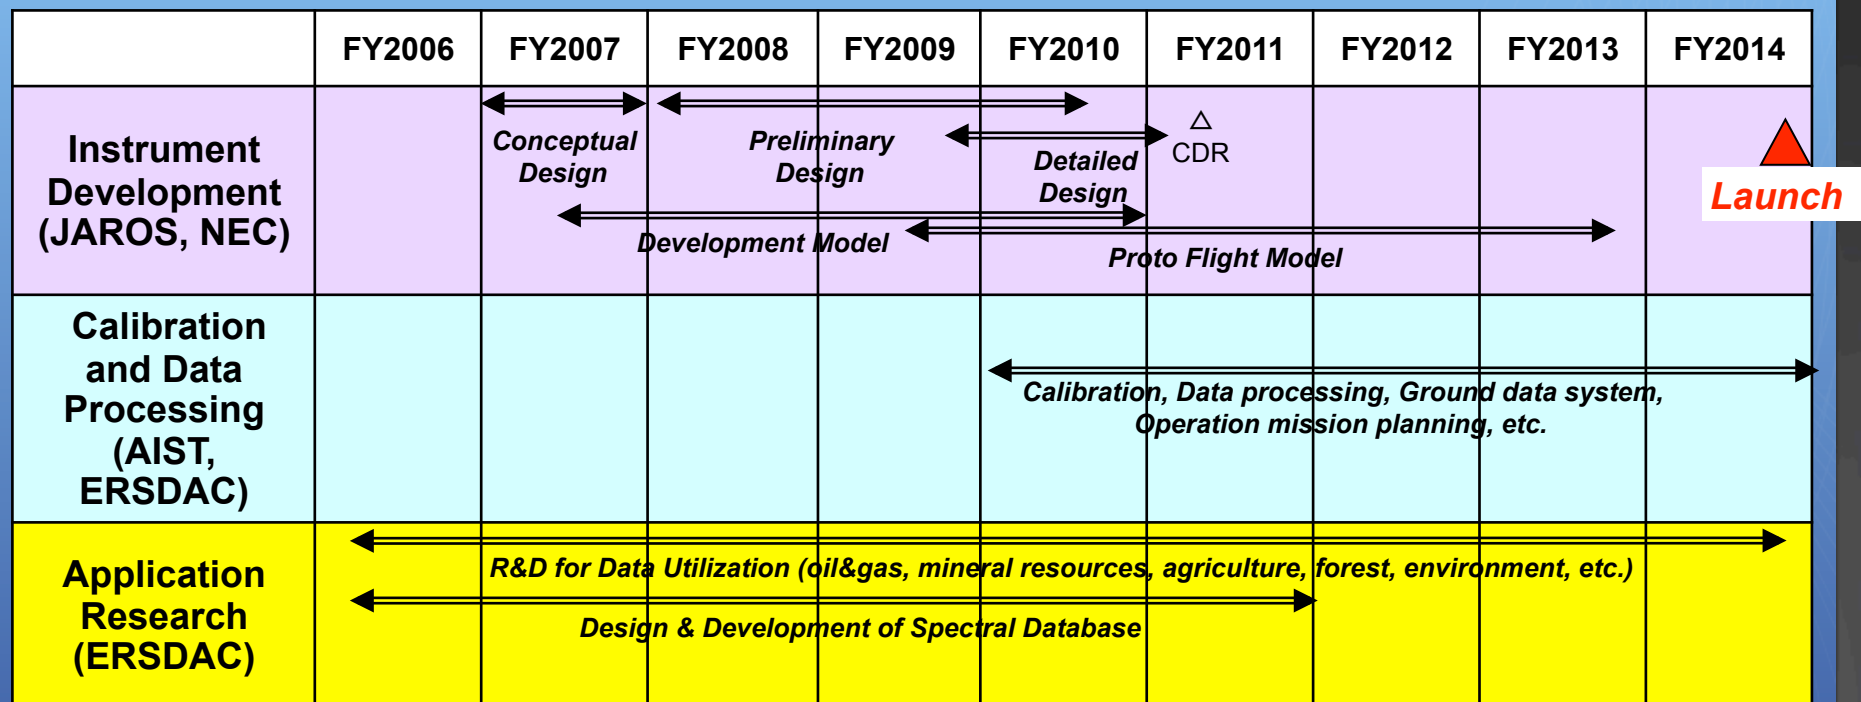 FY2006 FY2007 FY2008 FY2009 FY2010 FY2011 FY2012 FY2013 FY2014
Instrument
Development
(JAROS, NEC)
Conceptual
Design
Preliminary
Design
Detailed
Design
CDR
Launch
Development Model
Proto Flight Model
Calibration
and Data
Processing
(AIST,
ERSDAC)
Calibration, Data processing, Ground data system,
Operation mission planning, etc.
Application
Research
(ERSDAC)
R&D for Data Utilization (oil&gas, mineral resources, agriculture, forest, environment, etc.)
Design & Development of Spectral Database